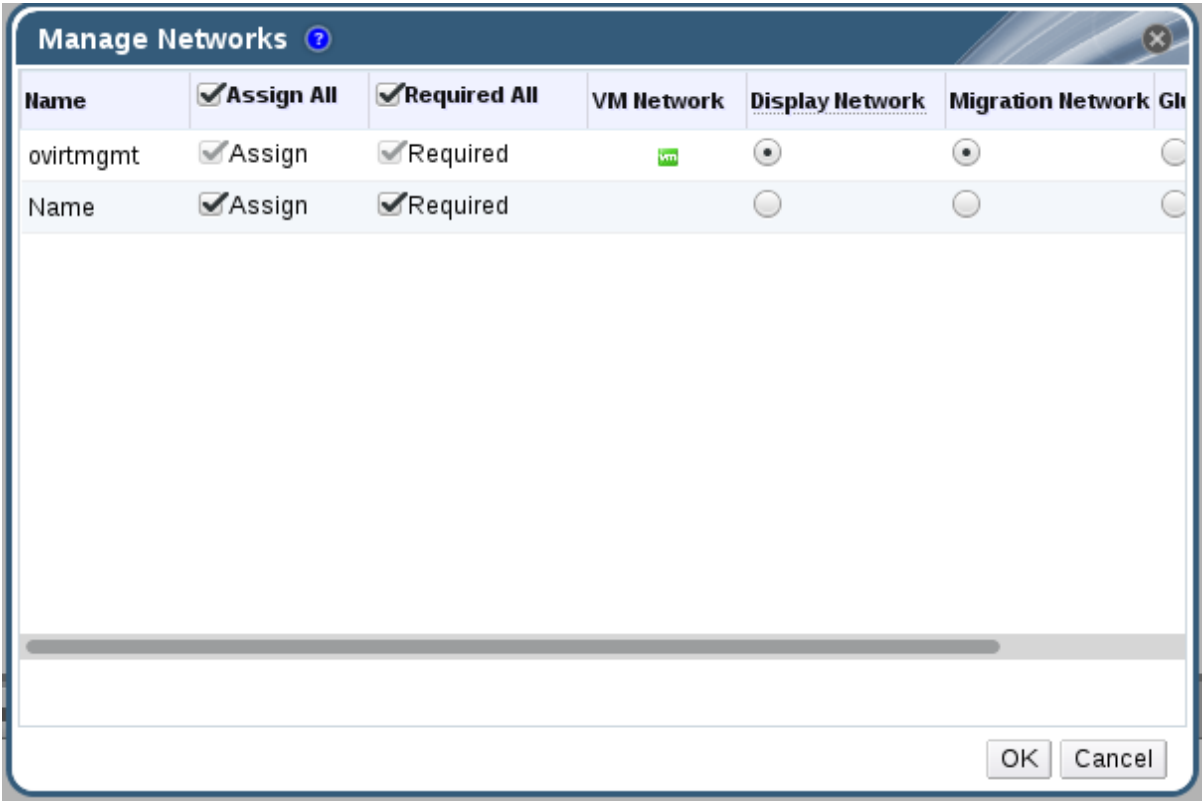 Manage Networks ?
Name Assign All Required All VM Network Display Network Migration Network Glu
ovirtmgmt Assign Required vm
Name Assign Required
OK Cancel